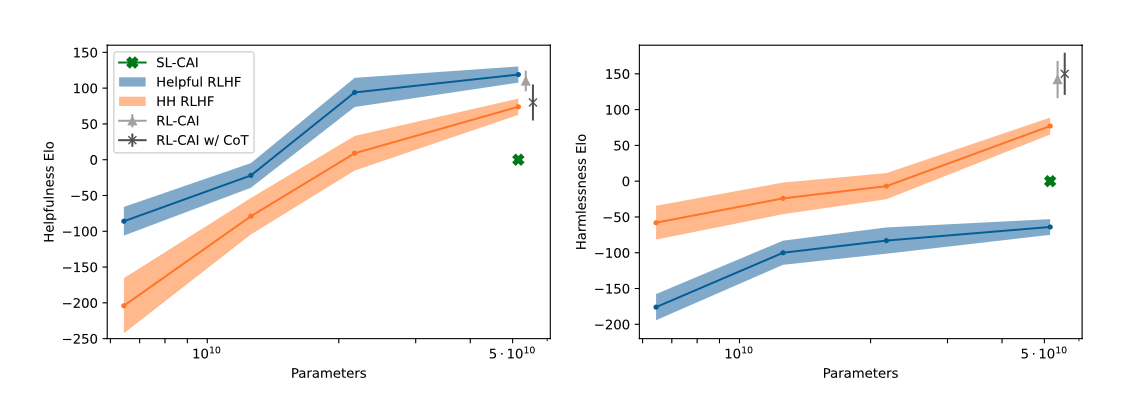 150
100
50
0
−50
−100
−150
−200
−250
Helpfulness Elo
SL-CAI
Helpful RLHF
HH RLHF
RL-CAI
RL-CAI w/ CoT
10^10
5 · 10^10
Parameters
150
100
50
0
−50
−100
−150
−200
Harmlessness Elo
10^10
5 · 10^10
Parameters